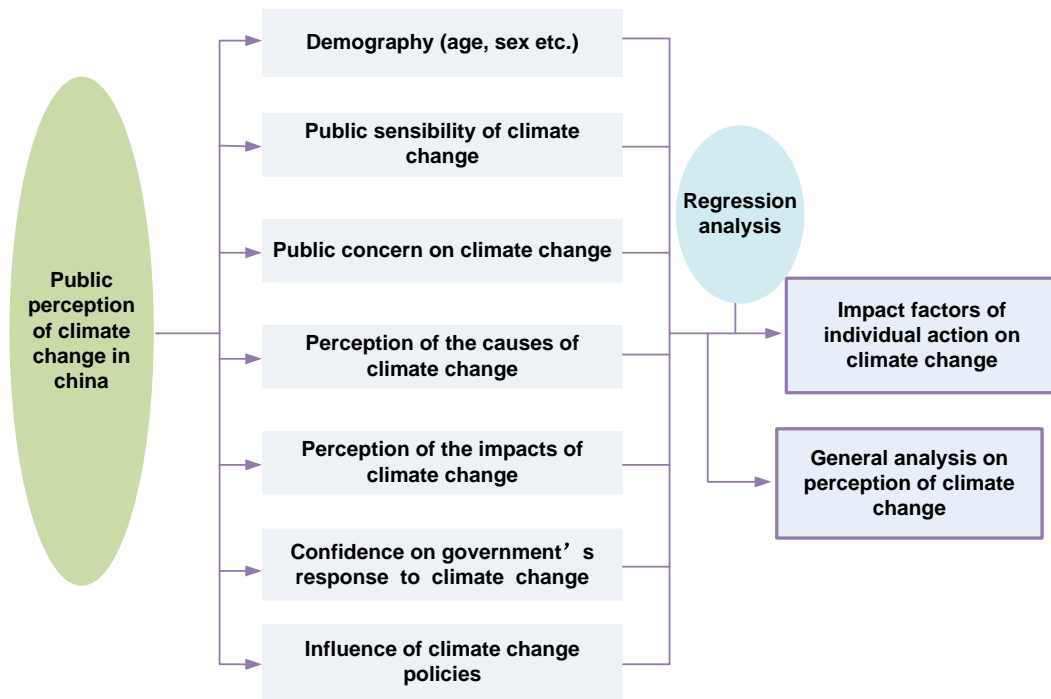 Public
perception
of climate
change in
china
Demography (age, sex etc.)
Public sensibility of climate
change
Public concern on climate change
Perception of the causes of
climate change
Perception of the impacts of
climate change
Confidence on government’s
response to climate change
Influence of climate change
policies
Regression
analysis
Impact factors of
individual action on
climate change
General analysis on
perception of climate
change